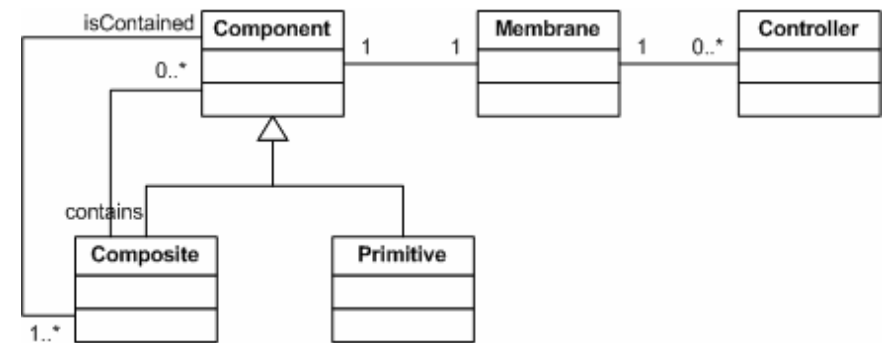 isContained
Component
Membrane
Controller
1
1
1
0..*
0..*
contains
Composite
Primitive
1..*